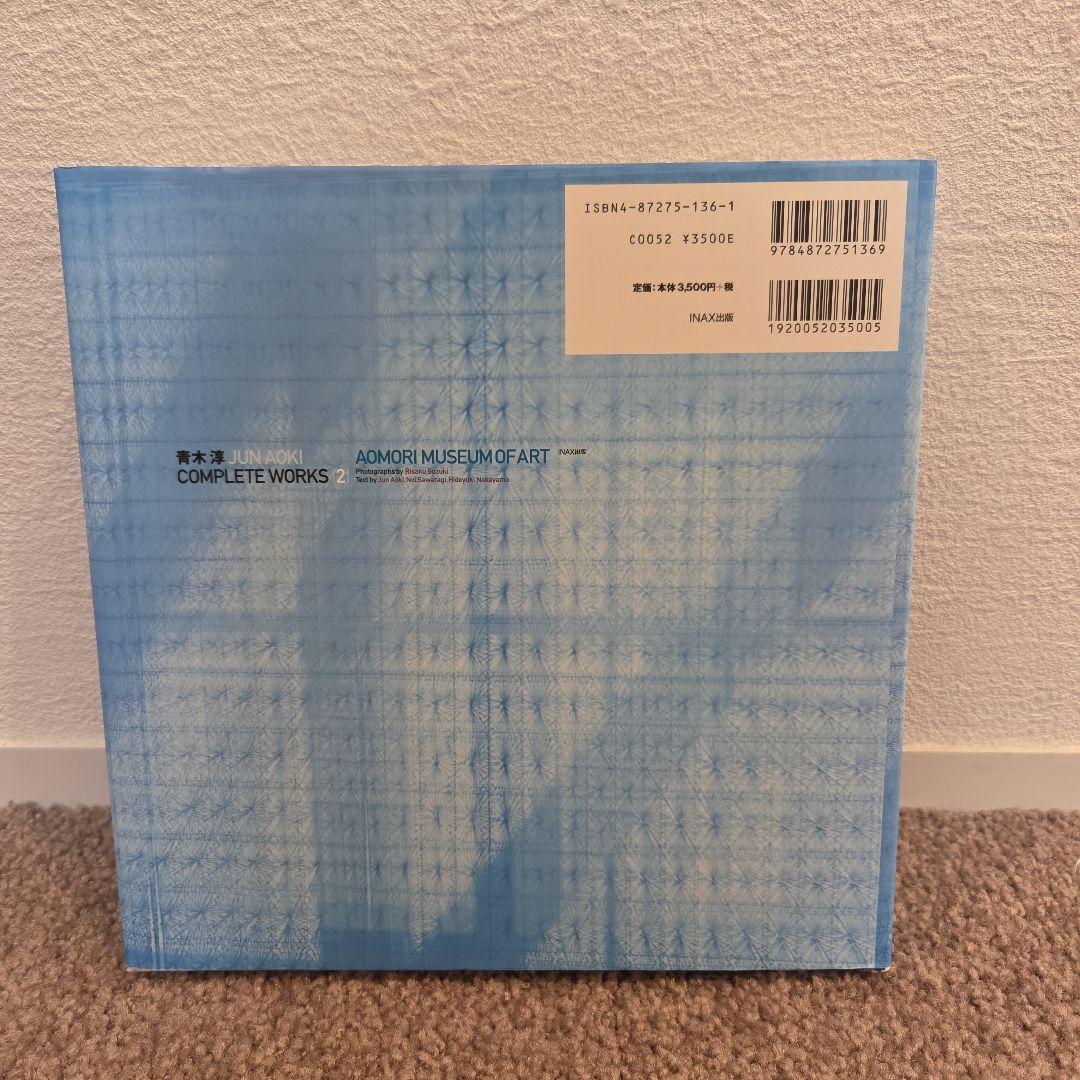 ISBN4-87275-136-1
C0052 ¥3500E
9784872751369
定価：本体3,500円+税
INAX出版
1920052035005
青木 淳 JUN AOKI
COMPLETE WORKS 2
AOMORI MUSEUM OF ART INAX出版
Photographs by Risaku Suzuki
Text by Jun Aoki, Noi Sawaragi, Hideyuki Nakayama